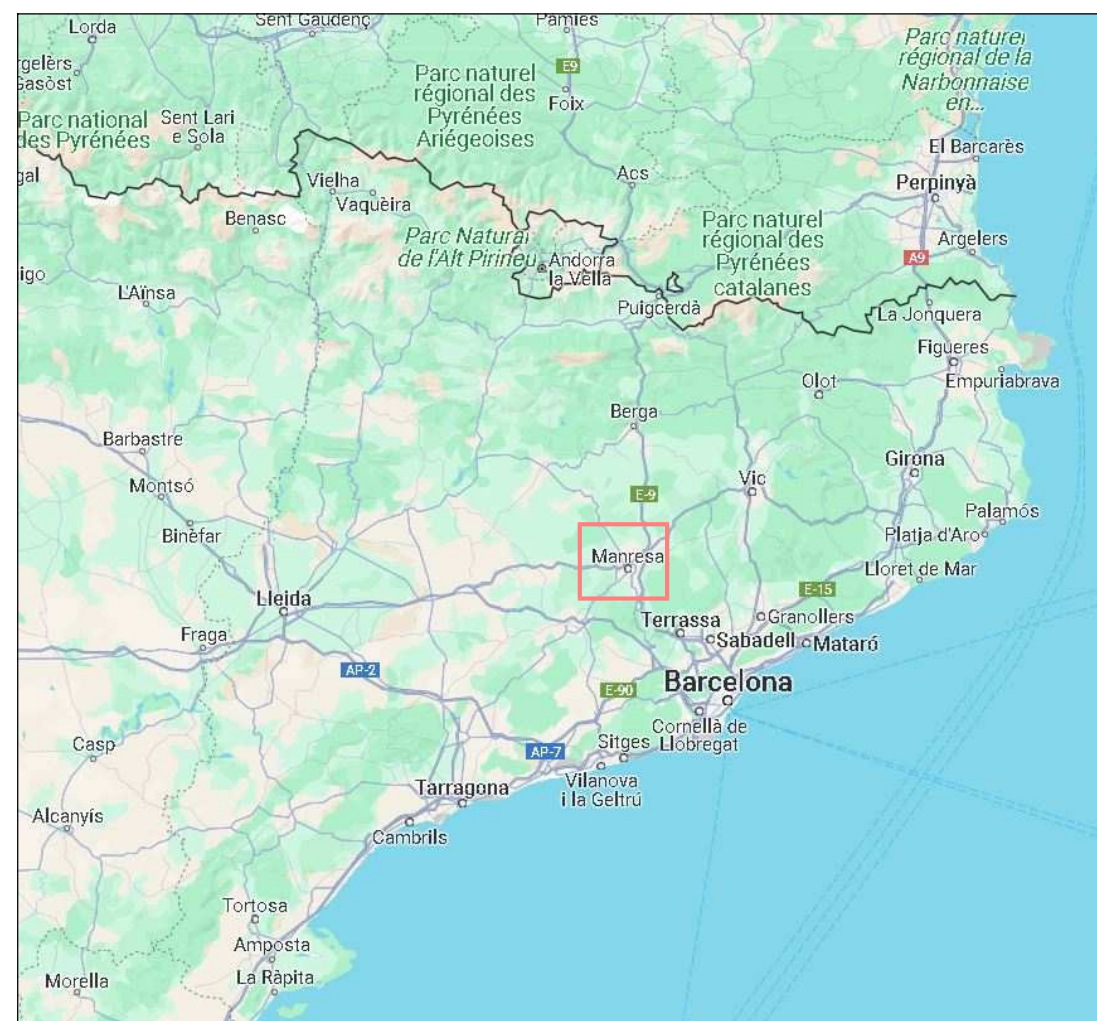 Lorda
Sent Gaudenç
Pàmies
Parc naturel
régional de la
Narbonnaise
en...
Parc naturel
régional des
Pyrénées
Ariégeoises
E9
Foix
Parc national
des Pyrénées
Sent Lari
e Sola
El Barcarès
Acs
Perpinyà
Vielha
Vaquèira
Benasc
Parc Natural
de l'Alt Pirineu
Andorra
la Vella
Parc naturel
régional des
Pyrénées
catalanes
Argelers
A9
L'Aïnsa
Puigcerdà
La Jonquera
Figueres
Olot
Empuriabrava
Berga
Barbastre
Girona
Montsó
Vic
E-9
Palamós
Binèfar
Platja d'Aro
Manresa
Lloret de Mar
E-15
Lleida
Terrassa
Granollers
Fraga
Sabadell
Mataró
AP-2
Barcelona
E-90
Cornellà de
Llobregat
Casp
Sitges
AP-7
Vilanova
i la Geltrú
Tarragona
Alcanyís
Cambrils
Tortosa
Amposta
La Ràpita
Morella